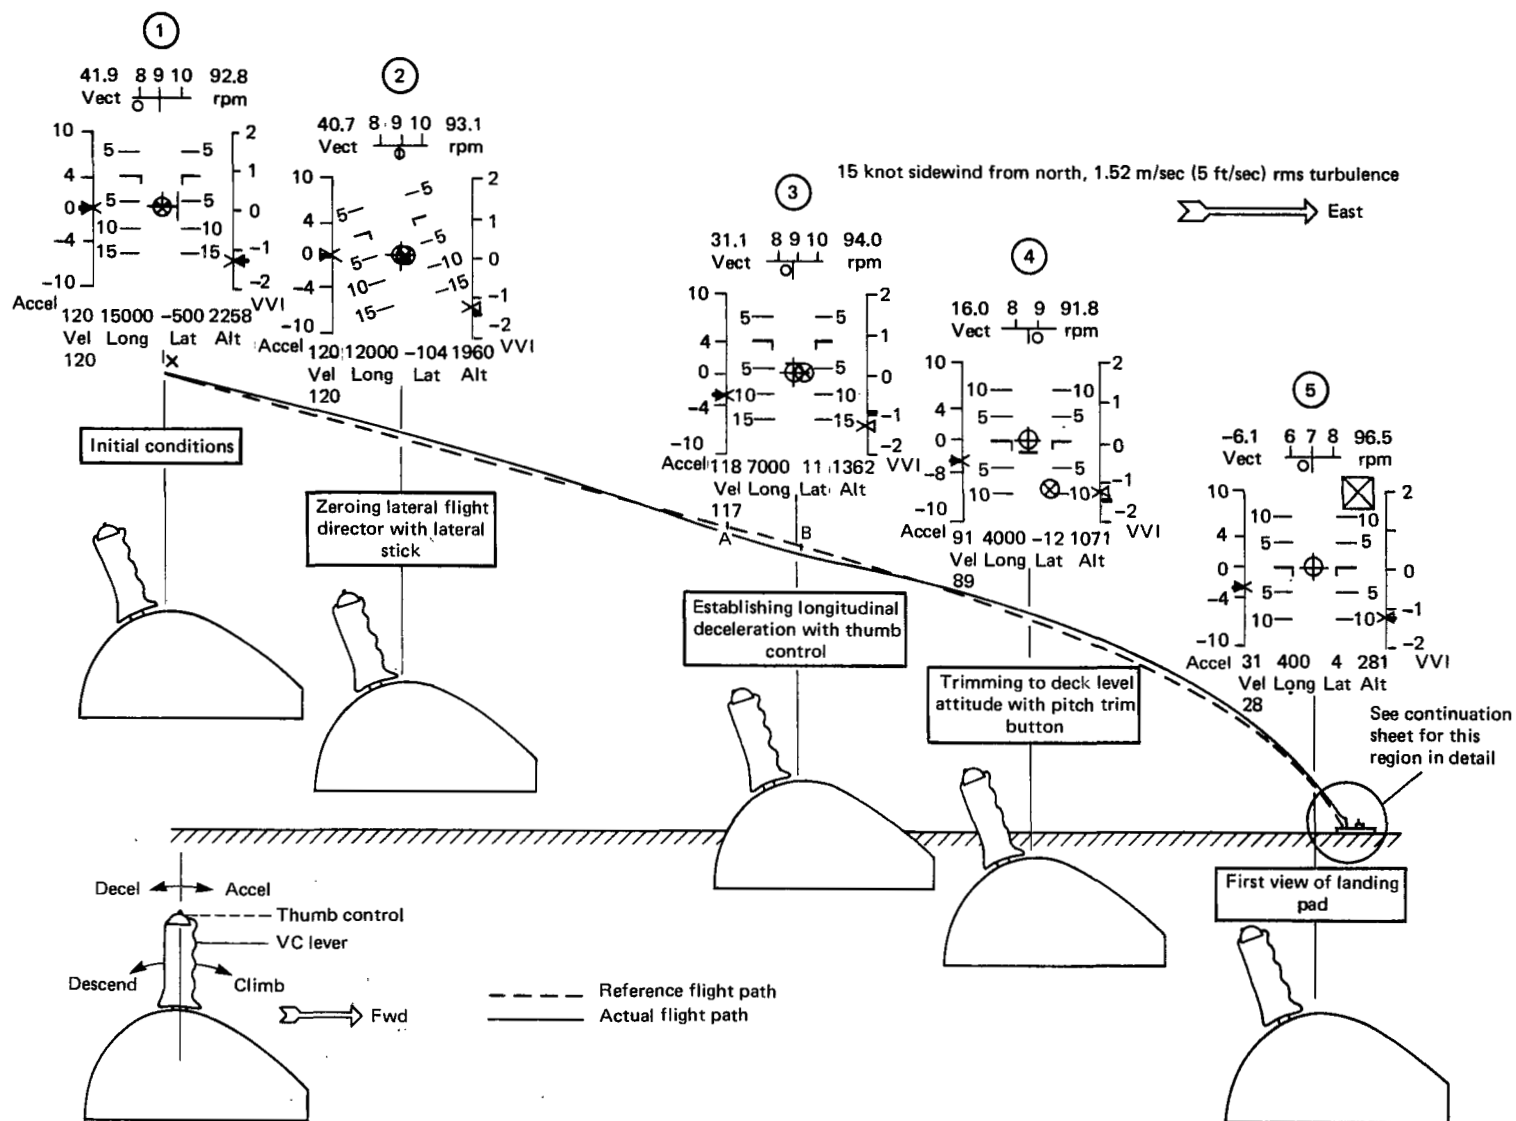 1
41.9 8 9 10 92.8
Vect rpm
10 2
5 5
4 1
5 5
0 0
10 10
-4
15 15 -1
-10 -2
Accel VVI
120 15000 -500 2258
Vel Long Lat Alt
120
X
Initial conditions
2
40.7 8 9 10 93.1
Vect rpm
10 2
5 5
4 1
5 5
0 0
10 10
-4
15 15 -1
-10 -2
Accel VVI
120 12000 -104 1960
Vel Long Lat Alt
120
Zeroing lateral flight
director with lateral
stick
15 knot sidewind from north, 1.52 m/sec (5 ft/sec) rms turbulence
East
3
31.1 8 9 10 94.0
Vect rpm
10 2
5 5
4 1
5 5
0 0
10 10
-4
15 15 -1
-10 -2
Accel VVI
118 7000 11 1362
Vel Long Lat Alt
117
A
B
Establishing longitudinal
deceleration with thumb
control
4
16.0 8 9 91.8
Vect rpm
10 2
10 10
4 1
5 5
0 0
5 5
-8 -1
10 10
-10 -2
Accel VVI
91 4000 -12 1071
Vel Long Lat Alt
89
Trimming to deck level
attitude with pitch trim
button
5
-6.1 6 7 8 96.5
Vect rpm
10 2
10 10
4 1
5 5
0 0
5 5
-4 -1
10 10
-10 -2
Accel VVI
31 400 4 281
Vel Long Lat Alt
28
See continuation
sheet for this
region in detail
First view of landing
pad
Decel Accel
Thumb control
VC lever
Descend Climb
Fwd
Reference flight path
Actual flight path